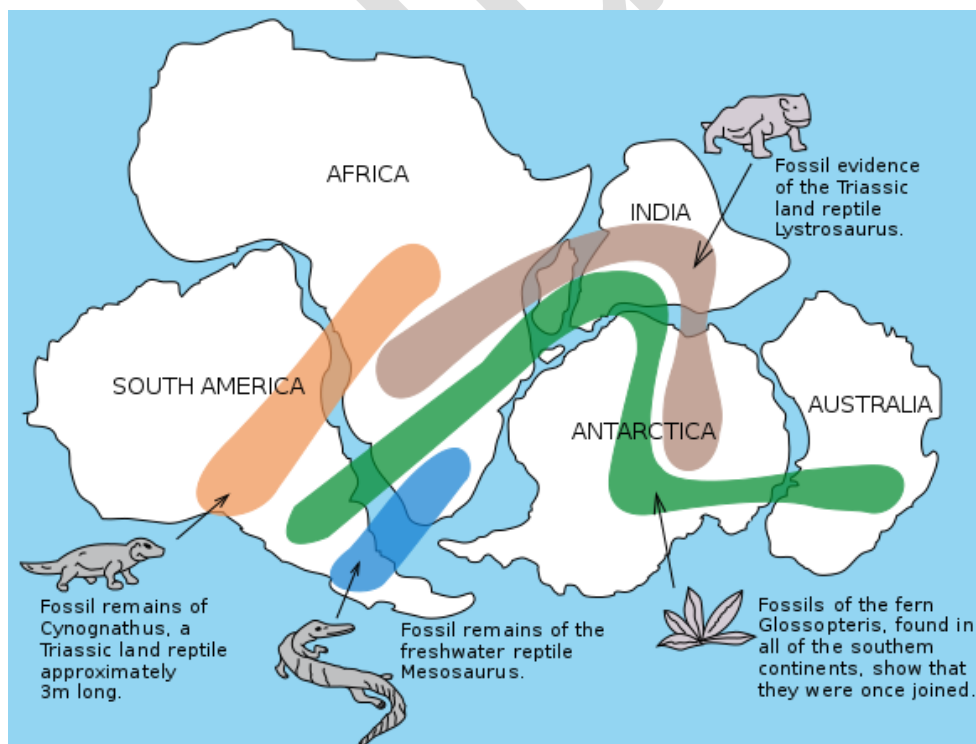 AFRICA
INDIA
Fossil evidence
of the Triassic
land reptile
Lystrosaurus.
SOUTH AMERICA
ANTARCTICA
AUSTRALIA
Fossil remains of
Cynognathus, a
Triassic land reptile
approximately
3m long.
Fossil remains of the
freshwater reptile
Mesosaurus.
Fossils of the fern
Glossopteris, found in
all of the southern
continents, show that
they were once joined.